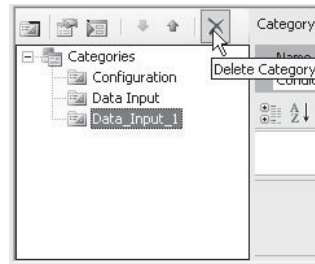 Category
Name
Categories
Delete Category
Configuration
Data Input
Data_Input_1